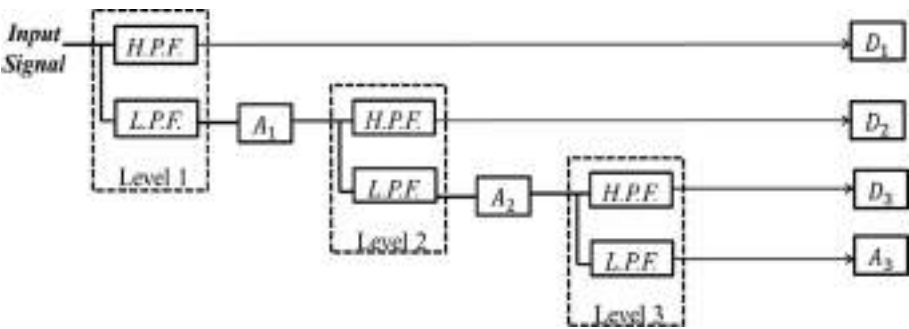 Input
Signal
H.P.F.
D₁
L.P.F.
A₁
Level 1
H.P.F.
D₂
L.P.F.
A₂
Level 2
H.P.F.
D₃
L.P.F.
A₃
Level 3